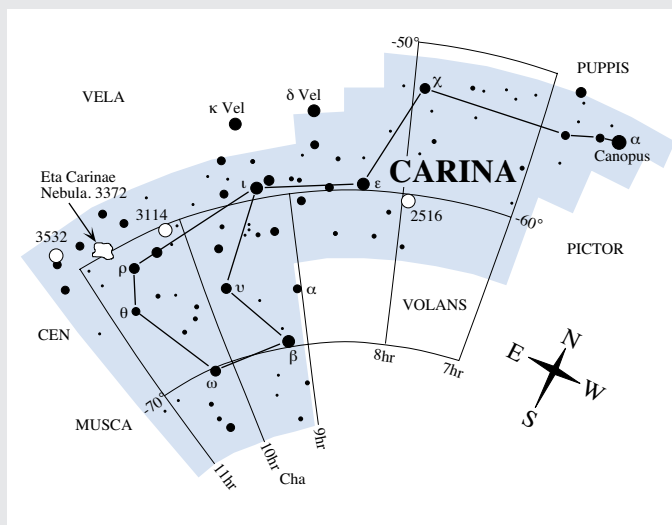 -50°
PUPPIS
χ
VELA
δ Vel
κ Vel
α
Canopus
Eta Carinae
Nebula. 3372
CARINA
ι
ε
3114
2516
-60°
3532
PICTOR
ρ
υ
α
VOLANS
θ
CEN
β
8hr
7hr
N
E
W
S
ω
-70°
MUSCA
9hr
10hr
11hr
Cha